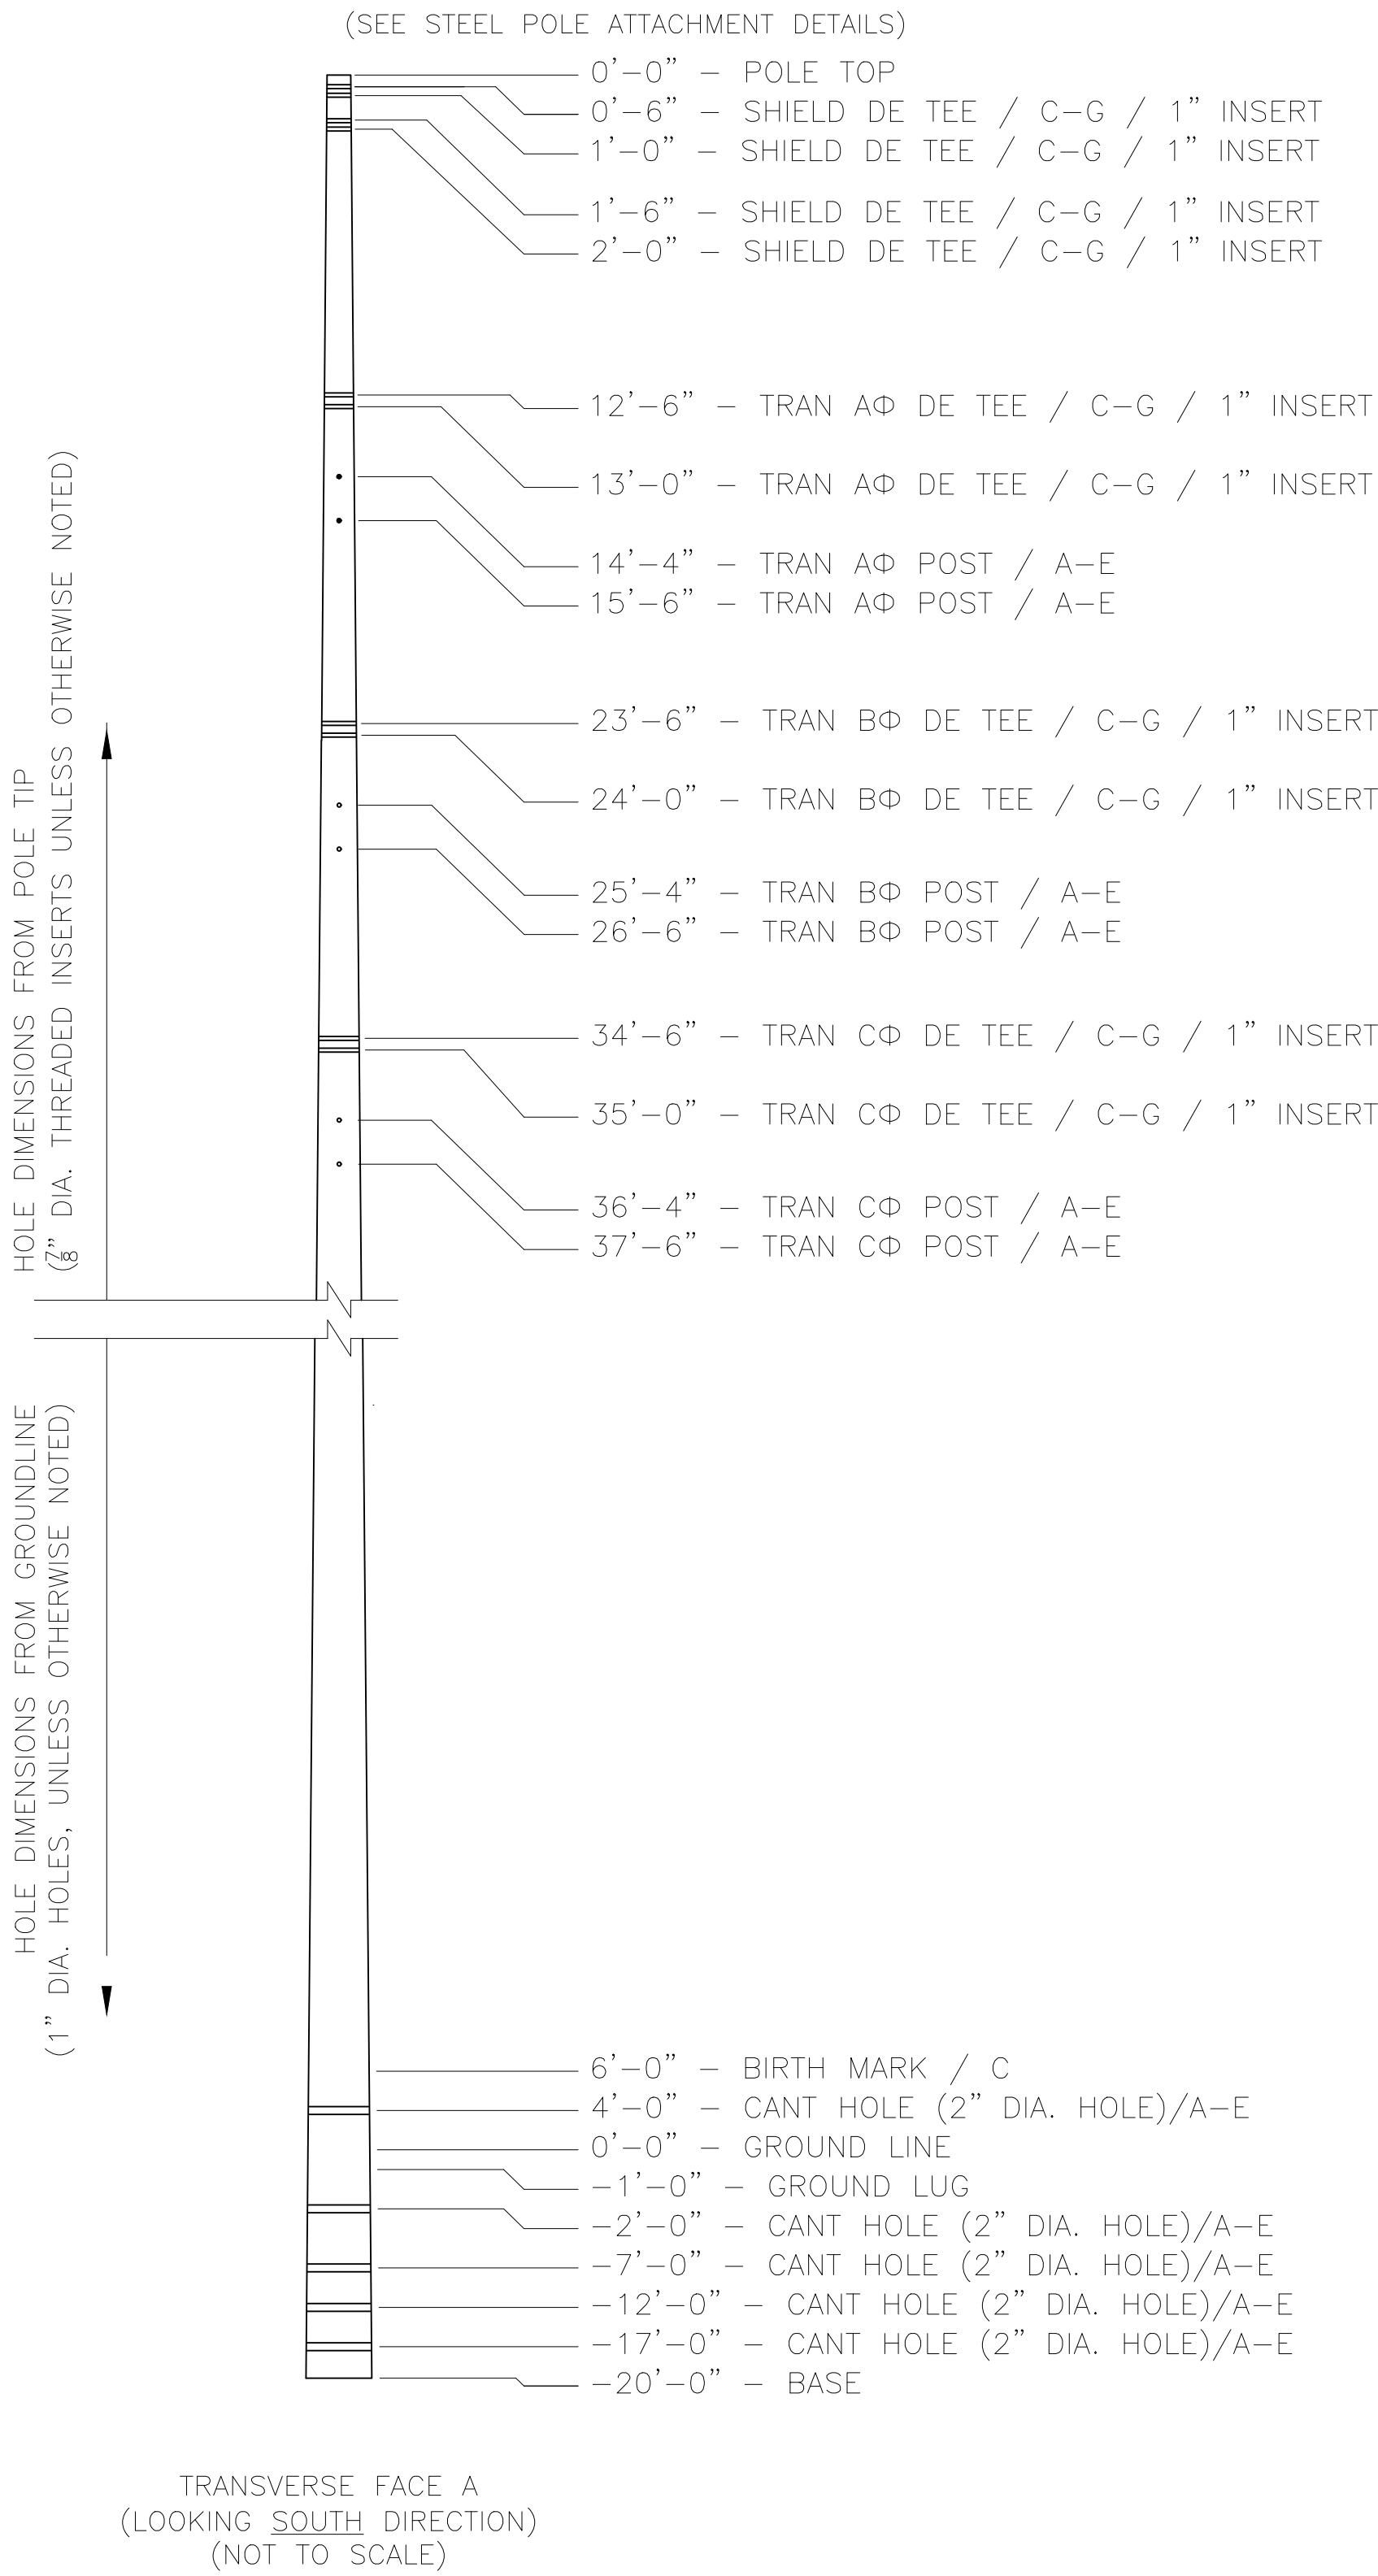 (SEE STEEL POLE ATTACHMENT DETAILS)
0'-0" - POLE TOP
0'-6" - SHIELD DE TEE / C-G / 1" INSERT
1'-0" - SHIELD DE TEE / C-G / 1" INSERT
1'-6" - SHIELD DE TEE / C-G / 1" INSERT
2'-0" - SHIELD DE TEE / C-G / 1" INSERT
12'-6" - TRAN AΦ DE TEE / C-G / 1" INSERT
13'-0" - TRAN AΦ DE TEE / C-G / 1" INSERT
14'-4" - TRAN AΦ POST / A-E
15'-6" - TRAN AΦ POST / A-E
23'-6" - TRAN BΦ DE TEE / C-G / 1" INSERT
24'-0" - TRAN BΦ DE TEE / C-G / 1" INSERT
25'-4" - TRAN BΦ POST / A-E
26'-6" - TRAN BΦ POST / A-E
34'-6" - TRAN CΦ DE TEE / C-G / 1" INSERT
35'-0" - TRAN CΦ DE TEE / C-G / 1" INSERT
36'-4" - TRAN CΦ POST / A-E
37'-6" - TRAN CΦ POST / A-E
HOLE DIMENSIONS FROM POLE TIP
(7/8" DIA. THREADED INSERTS UNLESS OTHERWISE NOTED)
HOLE DIMENSIONS FROM GROUNDLINE
(1" DIA. HOLES, UNLESS OTHERWISE NOTED)
6'-0" - BIRTH MARK / C
4'-0" - CANT HOLE (2" DIA. HOLE)/A-E
0'-0" - GROUND LINE
-1'-0" - GROUND LUG
-2'-0" - CANT HOLE (2" DIA. HOLE)/A-E
-7'-0" - CANT HOLE (2" DIA. HOLE)/A-E
-12'-0" - CANT HOLE (2" DIA. HOLE)/A-E
-17'-0" - CANT HOLE (2" DIA. HOLE)/A-E
-20'-0" - BASE
TRANSVERSE FACE A
(LOOKING SOUTH DIRECTION)
(NOT TO SCALE)